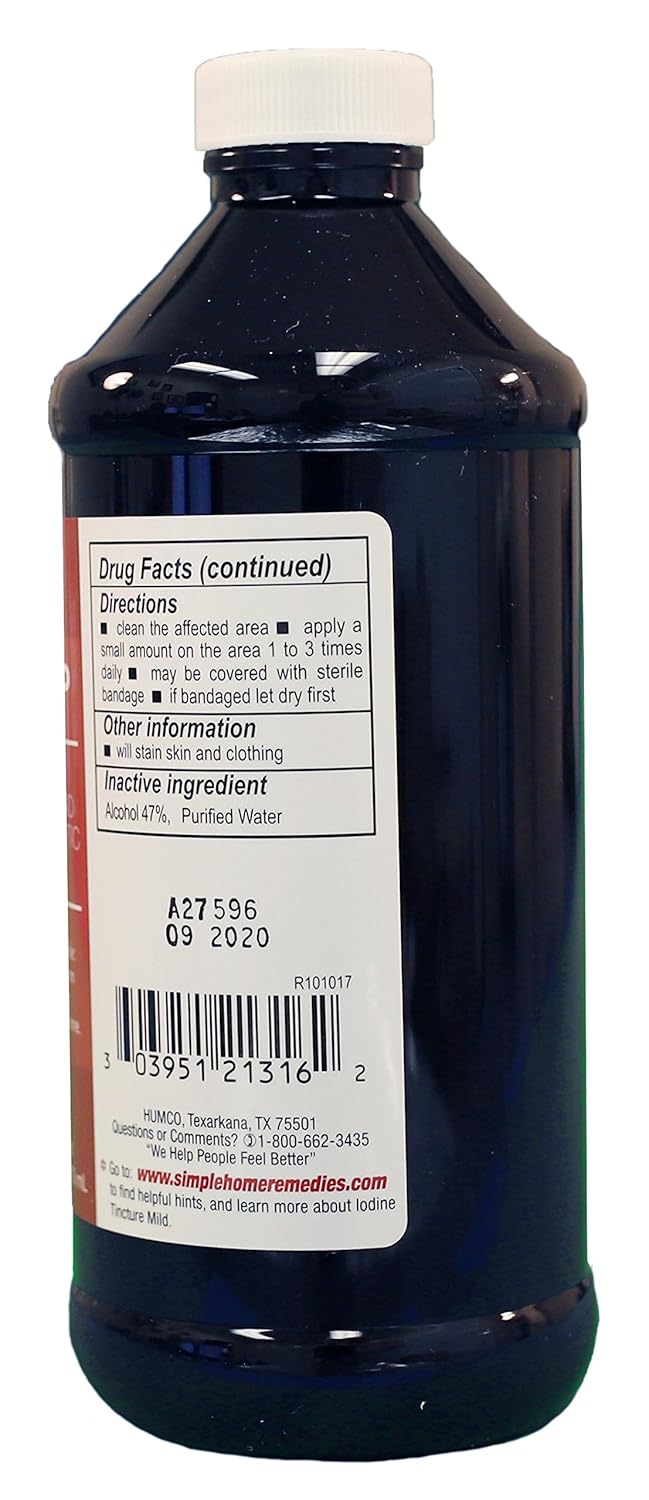 Drug Facts (continued)
Directions
■ clean the affected area ■ apply a
small amount on the area 1 to 3 times
daily ■ may be covered with sterile
bandage ■ if bandaged let dry first
Other information
■ will stain skin and clothing
Inactive ingredient
Alcohol 47%, Purified Water
A27596
09 2020
R101017
3 03951 21316 2
HUMCO, Texarkana, TX 75501
Questions or Comments? ✆1-800-662-3435
"We Help People Feel Better"
Go to: www.simplehomeremedies.com
to find helpful hints, and learn more about Iodine
Tincture Mild.